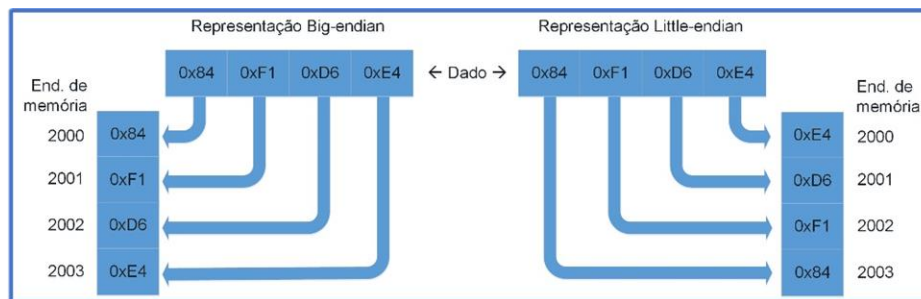 Representação Big-endian
Representação Little-endian
0x84 0xF1 0xD6 0xE4
← Dado →
0x84 0xF1 0xD6 0xE4
End. de
memória
End. de
memória
2000 0x84
0xE4 2000
2001 0xF1
0xD6 2001
2002 0xD6
0xF1 2002
2003 0xE4
0x84 2003